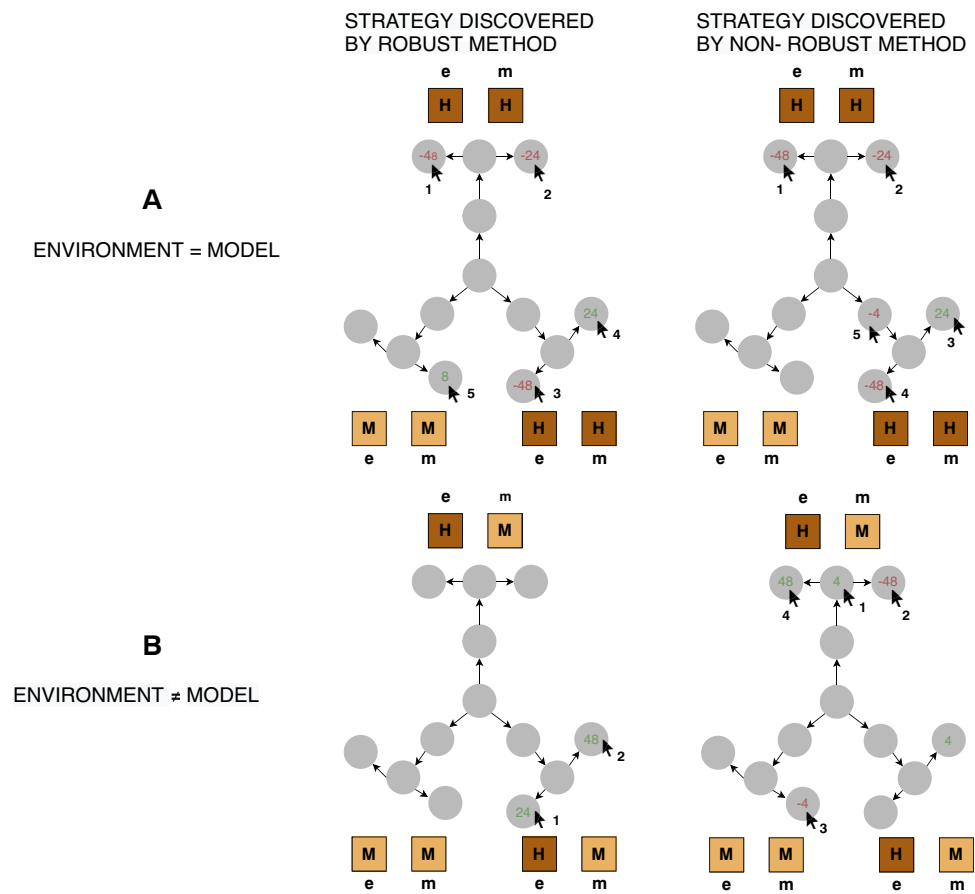 STRATEGY DISCOVERED
BY ROBUST METHOD
STRATEGY DISCOVERED
BY NON- ROBUST METHOD
e m
H H
e m
H H
-48 -24
1 2
-48 -24
1 2
A
ENVIRONMENT = MODEL
24
4
8
5
-48
3
-4
5
24
3
-48
4
M M
e m
H H
e m
M M
e m
H H
e m
e m
H M
e m
H M
48 4 -48
4 1 2
B
ENVIRONMENT ≠ MODEL
48
2
24
1
4
-4
3
M M
e m
H M
e m
M M
e m
H M
e m